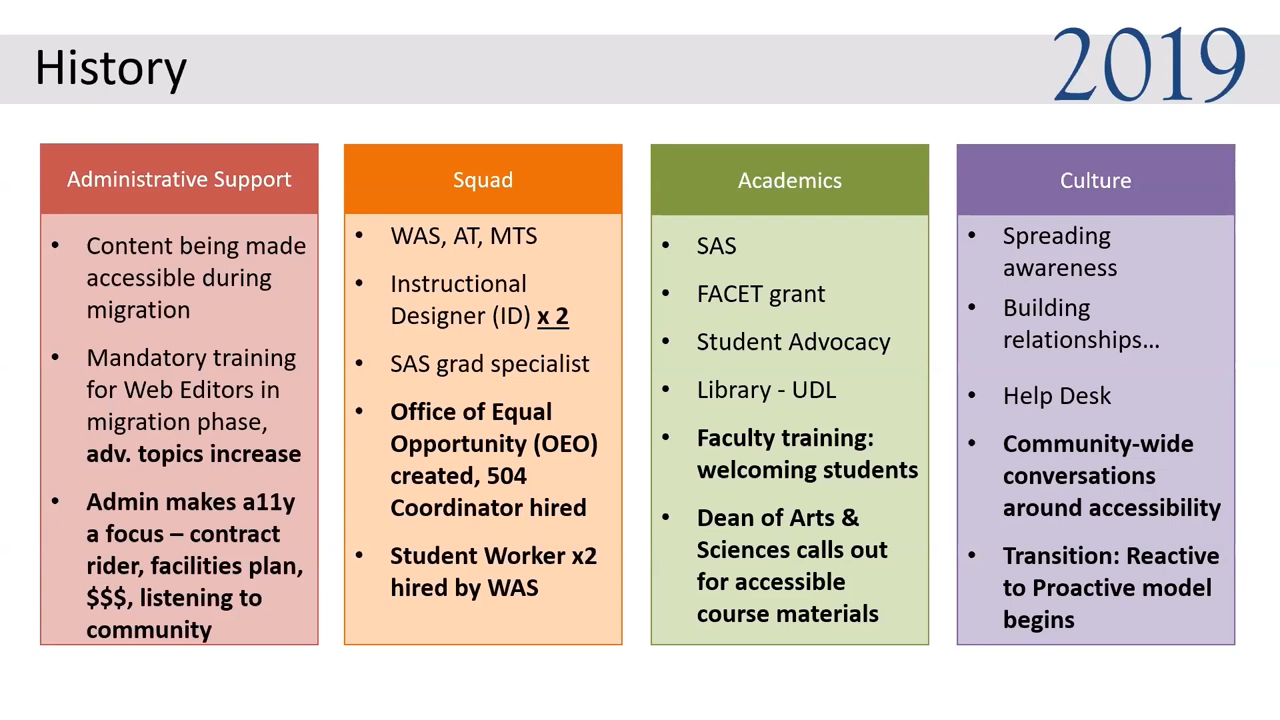 History
2019
Administrative Support
• Content being made
accessible during
migration
• Mandatory training
for Web Editors in
migration phase,
adv. topics increase
• Admin makes a11y
a focus – contract
rider, facilities plan,
$$$, listening to
community
Squad
• WAS, AT, MTS
• Instructional
Designer (ID) x 2
• SAS grad specialist
• Office of Equal
Opportunity (OEO)
created, 504
Coordinator hired
• Student Worker x2
hired by WAS
Academics
• SAS
• FACET grant
• Student Advocacy
• Library - UDL
• Faculty training:
welcoming students
• Dean of Arts &
Sciences calls out
for accessible
course materials
Culture
• Spreading
awareness
• Building
relationships…
• Help Desk
• Community-wide
conversations
around accessibility
• Transition: Reactive
to Proactive model
begins